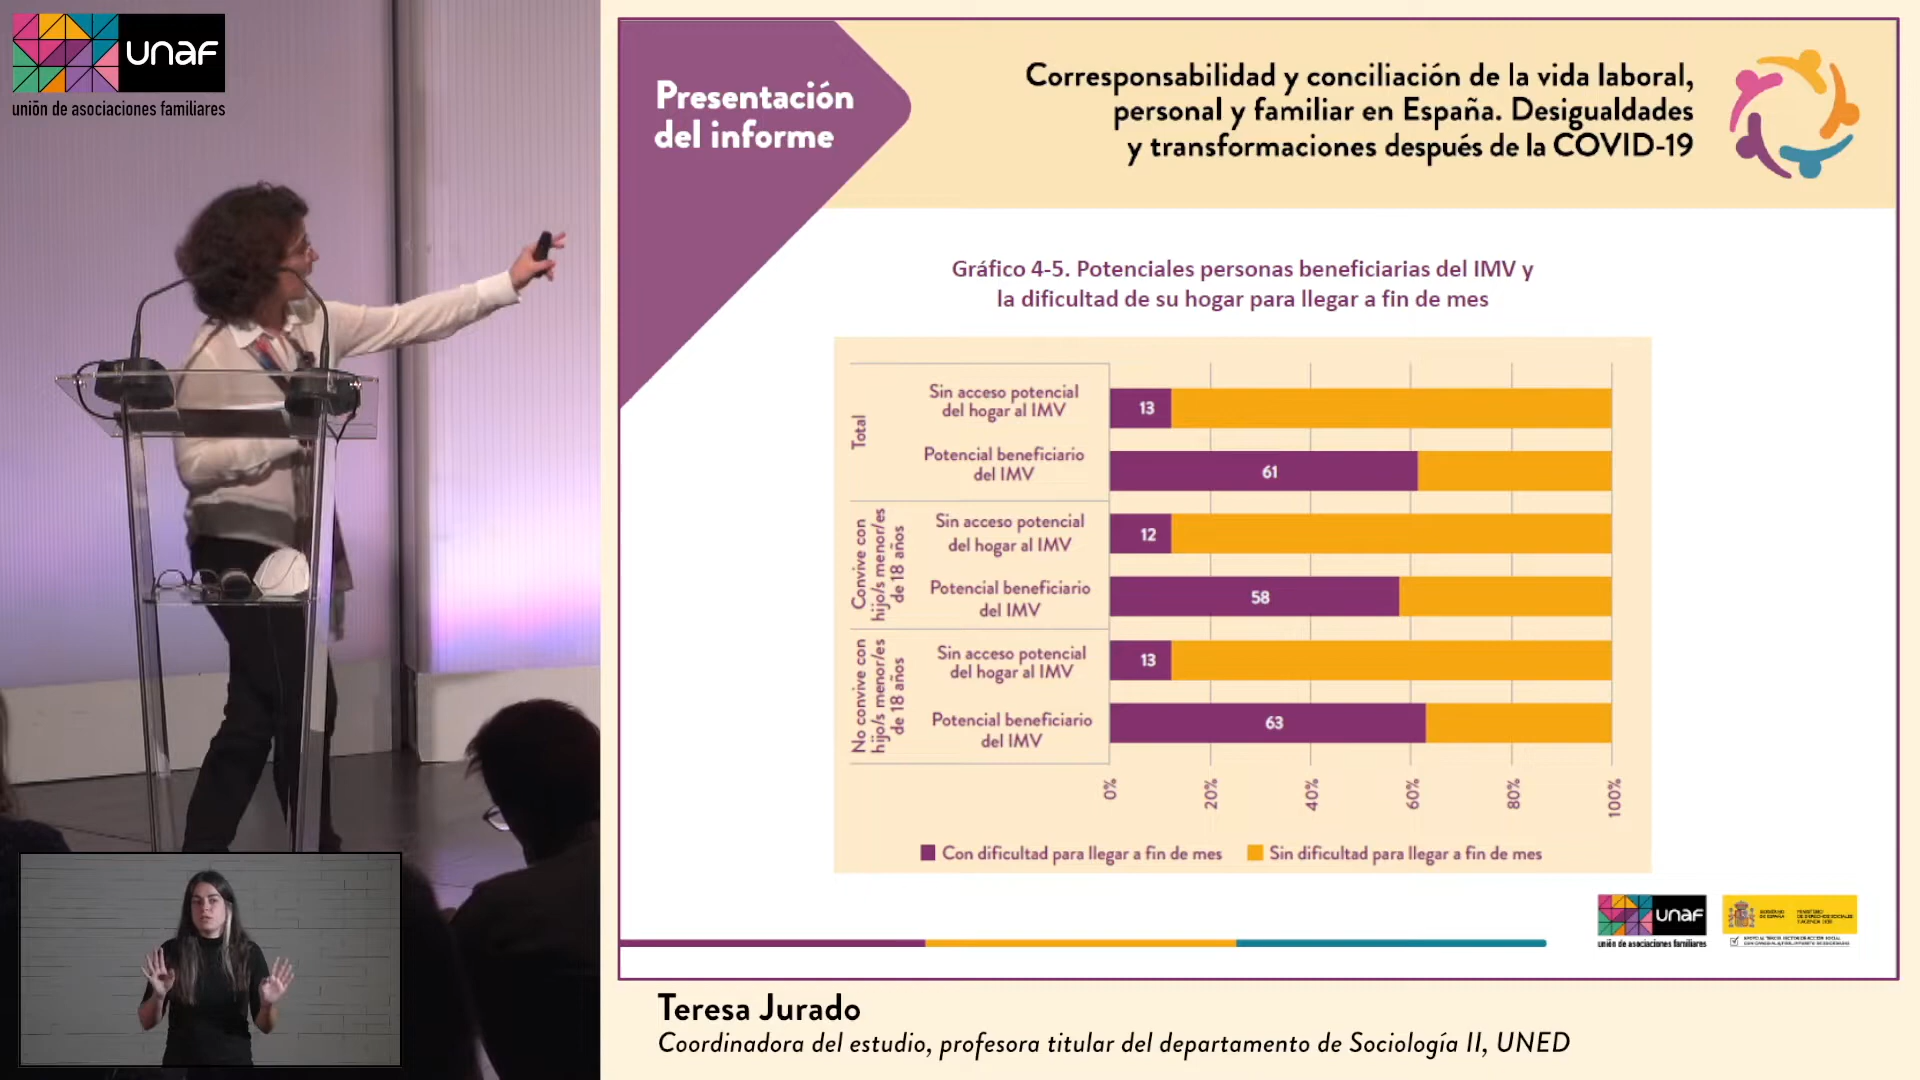 unaf
unión de asociaciones familiares
Presentación
del informe
Corresponsabilidad y conciliación de la vida laboral,
personal y familiar en España. Desigualdades
y transformaciones después de la COVID-19
Gráfico 4-5. Potenciales personas beneficiarias del IMV y
la dificultad de su hogar para llegar a fin de mes
Total
Sin acceso potencial
del hogar al IMV
13
Potencial beneficiario
del IMV
61
Convive con
hijo/s menor/es
de 18 años
Sin acceso potencial
del hogar al IMV
12
Potencial beneficiario
del IMV
58
No convive con
hijo/s menor/es
de 18 años
Sin acceso potencial
del hogar al IMV
13
Potencial beneficiario
del IMV
63
0%
20%
40%
60%
80%
100%
Con dificultad para llegar a fin de mes
Sin dificultad para llegar a fin de mes
unaf
unión de asociaciones familiares
Teresa Jurado
Coordinadora del estudio, profesora titular del departamento de Sociología II, UNED